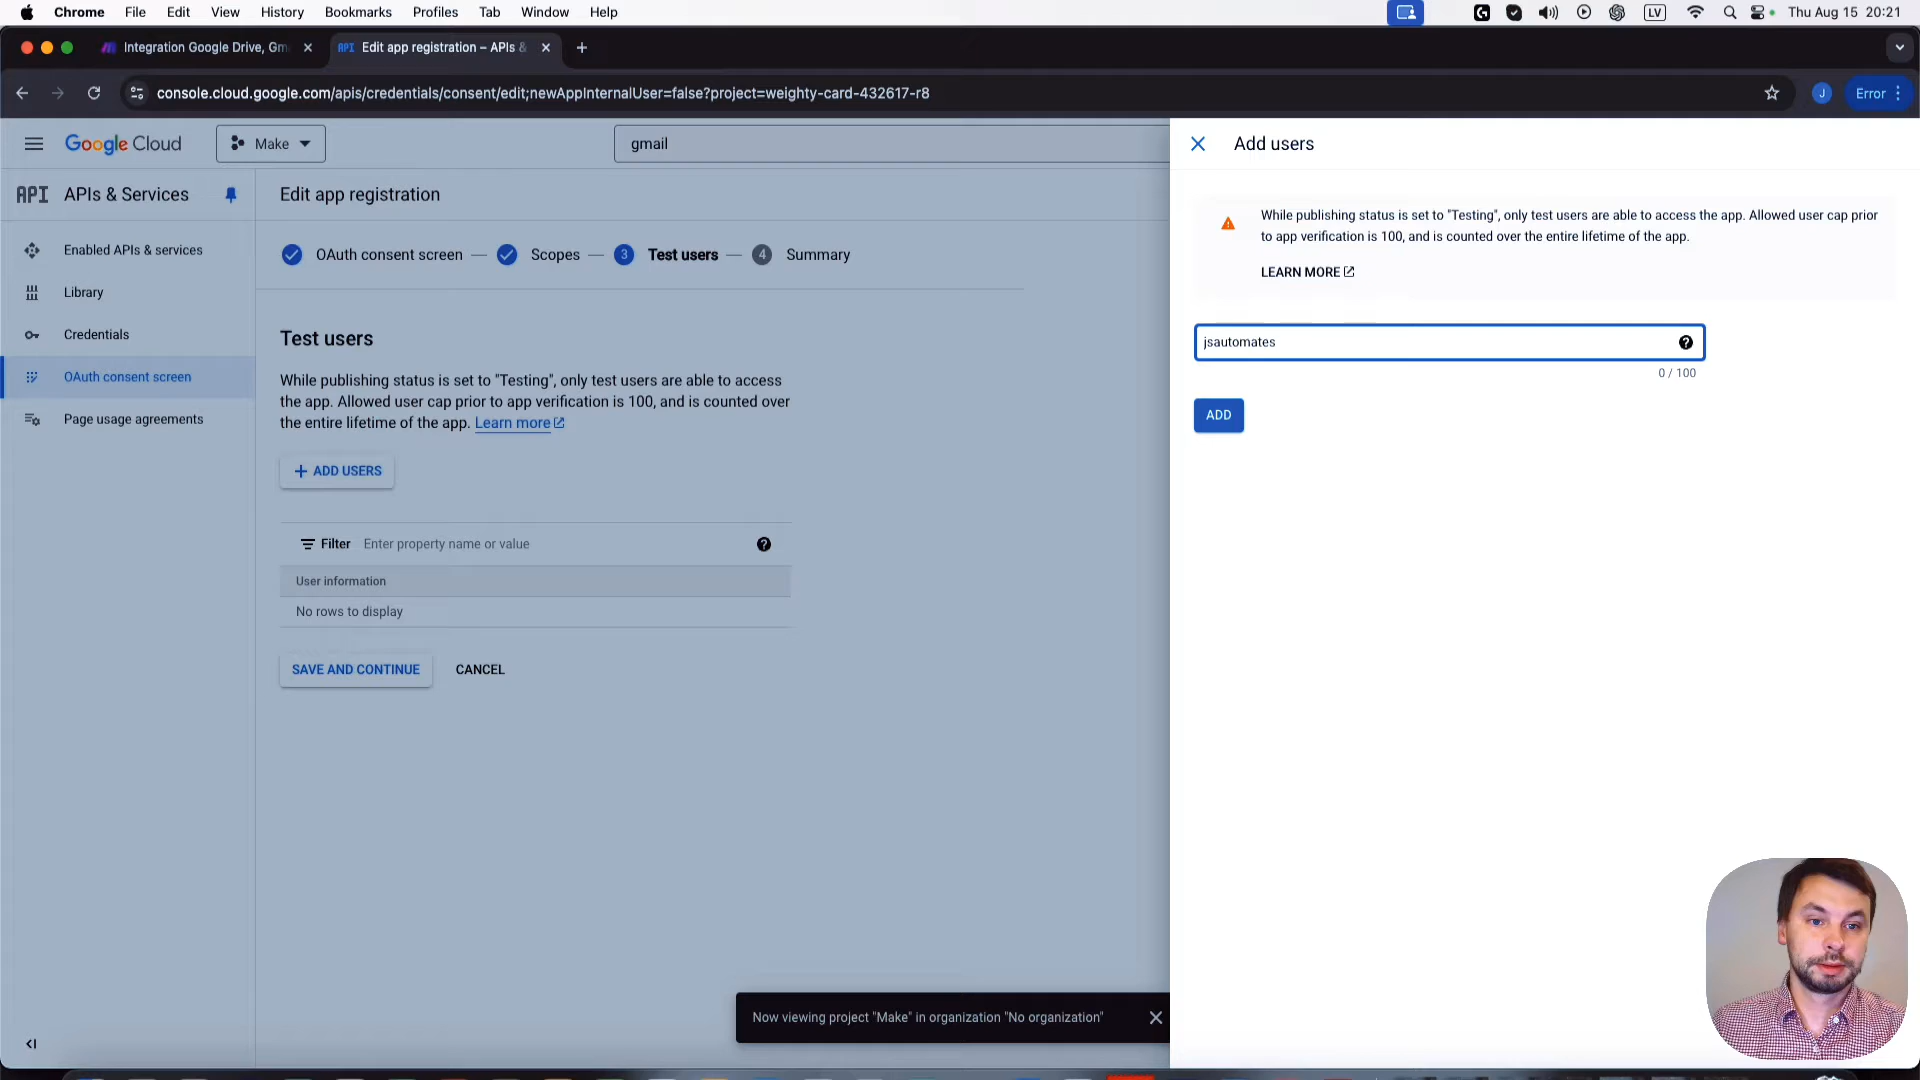 Chrome File Edit View History Bookmarks Profiles Tab Window Help
LV
Thu Aug 15 20:21
Integration Google Drive, Gm
API Edit app registration – APIs &
console.cloud.google.com/apis/credentials/consent/edit;newAppInternalUser=false?project=weighty-card-432617-r8
J
Error
Google Cloud
Make
gmail
API APIs & Services
Enabled APIs & services
Library
Credentials
OAuth consent screen
Page usage agreements
Edit app registration
OAuth consent screen — Scopes — 3 Test users — 4 Summary
Test users
While publishing status is set to "Testing", only test users are able to access
the app. Allowed user cap prior to app verification is 100, and is counted over
the entire lifetime of the app. Learn more
+ ADD USERS
Filter Enter property name or value
User information
No rows to display
SAVE AND CONTINUE CANCEL
Now viewing project "Make" in organization "No organization"
Add users
While publishing status is set to "Testing", only test users are able to access the app. Allowed user cap prior
to app verification is 100, and is counted over the entire lifetime of the app.
LEARN MORE
jsautomates
0 / 100
ADD